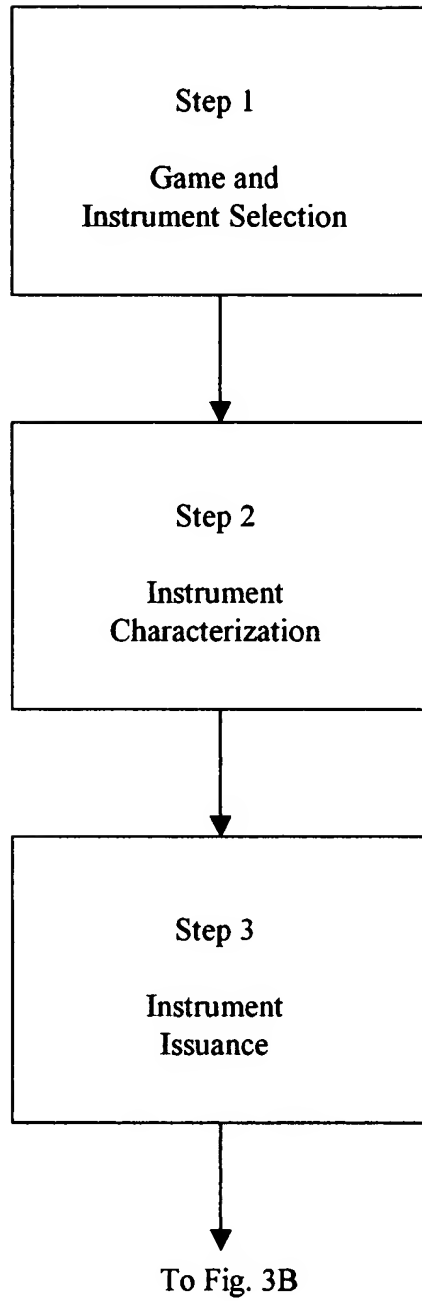 Step 1
Game and
Instrument Selection
Step 2
Instrument
Characterization
Step 3
Instrument
Issuance
To Fig. 3B